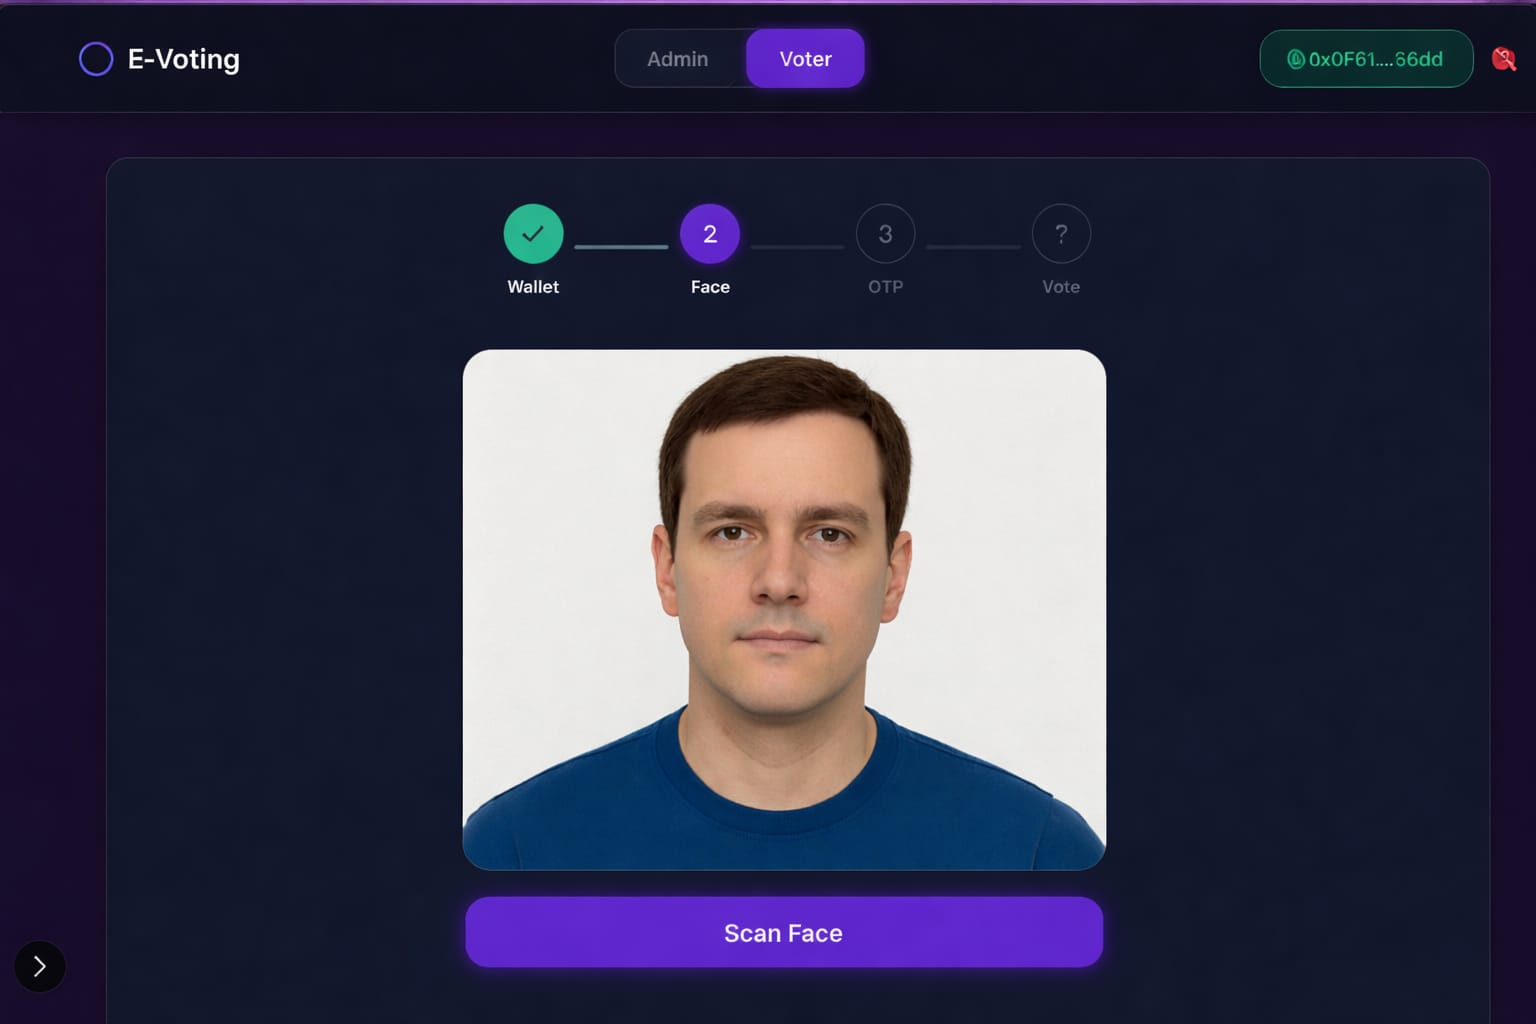 E-Voting
Admin
Voter
0x0F61....66dd
2
3
?
Wallet
Face
OTP
Vote
Scan Face